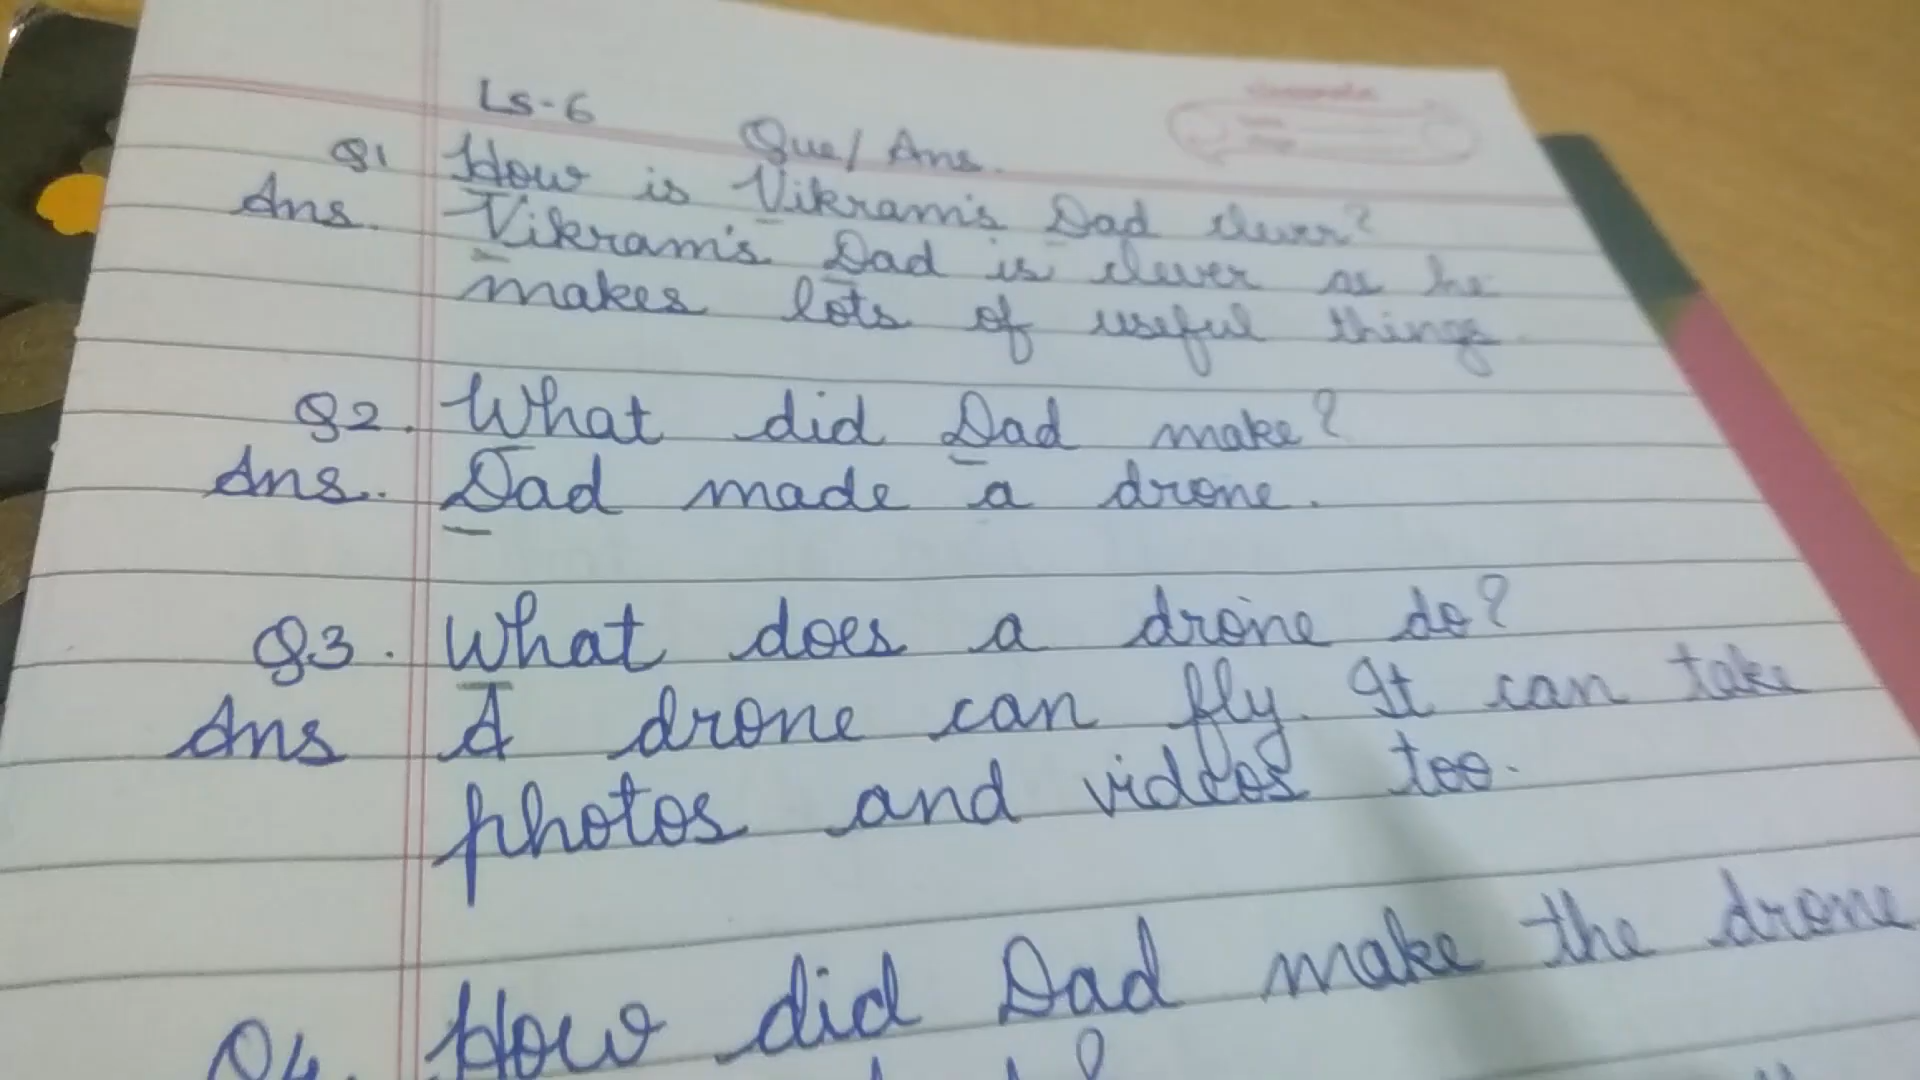 Ls-6
Que/Ans.
Q1 How is Vikram's Dad clever?
Ans. Vikram's Dad is clever as he
makes lots of useful things
Q2. What did Dad make?
Ans. Dad made a drone.
Q3. What does a drone do?
Ans A drone can fly. It can take
photos and videos too.
Q4. How did Dad make the drone